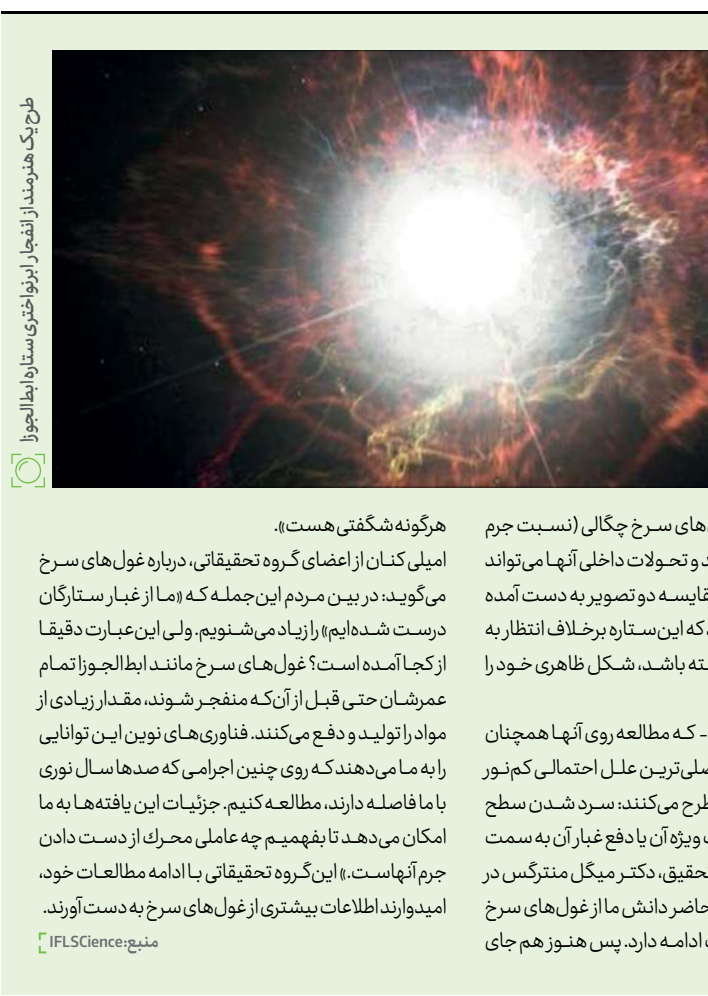 طرح یک هنرمند از انفجار ابرنواختری ستاره ابط‌الجوزا
های سرخ چگالی (نسبت جرم
و تحولات داخلی آنها می‌تواند
دو تصویر به دست آمده
که این ستاره برخلاف انتظار به
باشد، شکل ظاهری خود را
- که مطالعه روی آنها همچنان
علل احتمالی کم‌نور
می‌کنند: سرد شدن سطح
ویژه آن یا دفع غبار آن به سمت
دکتر میگل منترگس در
حاضر دانش ما از غول‌های سرخ
ادامه دارد. پس هنوز هم جای
هرگونه شگفتی هست».
امیلی کنان از اعضای گروه تحقیقاتی، درباره غول‌های سرخ
می‌گوید: در بین مردم این جمله که «ما از غبار ستارگان
درست شده‌ایم» را زیاد می‌شنویم. ولی این عبارت دقیقا
از کجا آمده است؟ غول‌های سرخ مانند ابط‌الجوزا تمام
عمرشان حتی قبل از آن‌که منفجر شوند، مقدار زیادی از
مواد را تولید و دفع می‌کنند. فناوری‌های نوین این توانایی
را به ما می‌دهند که روی چنین اجرامی که صدها سال نوری
با ما فاصله دارند، مطالعه کنیم. جزئیات این یافته‌ها به ما
امکان می‌دهد تا بفهمیم چه عاملی محرك از دست دادن
جرم آنهاست.» این گروه تحقیقاتی با ادامه مطالعات خود،
امیدوارند اطلاعات بیشتری از غول‌های سرخ به دست آورند.
منبع: IFLSCience